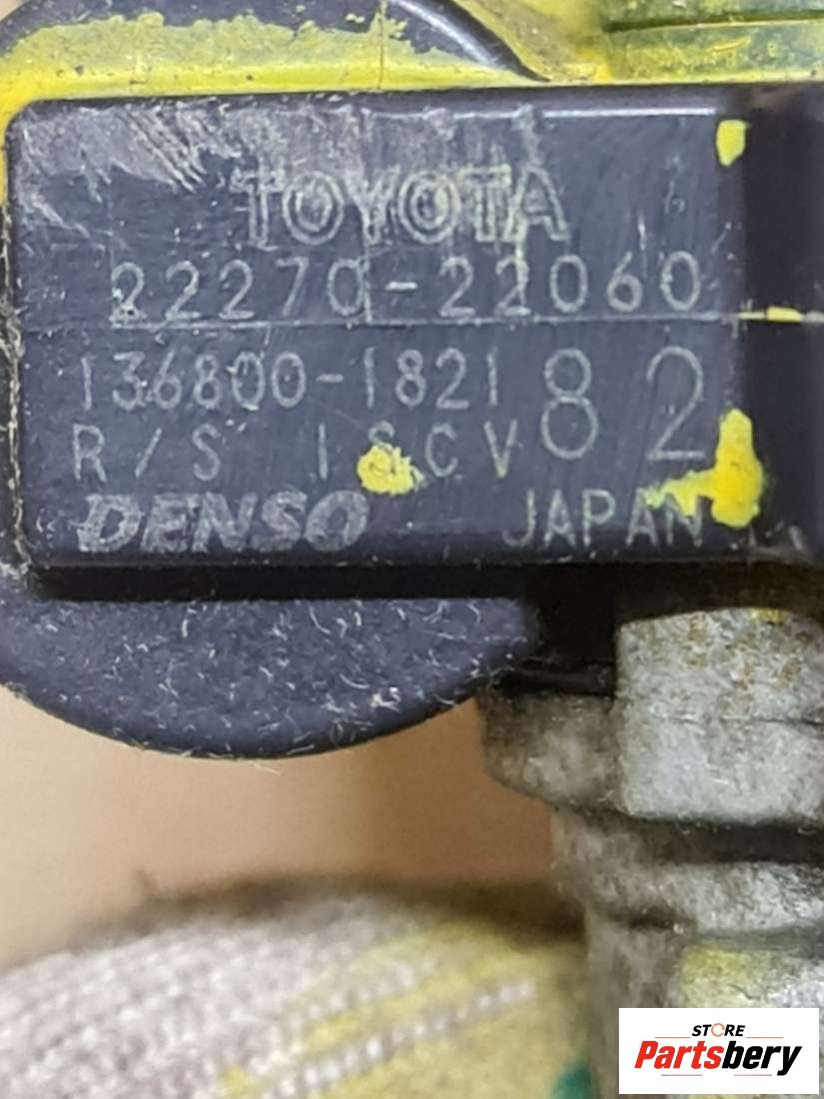 TOYOTA
22270-22060
136800-1821 82
R/S ISCV
DENSO JAPAN
STORE
Partsbery